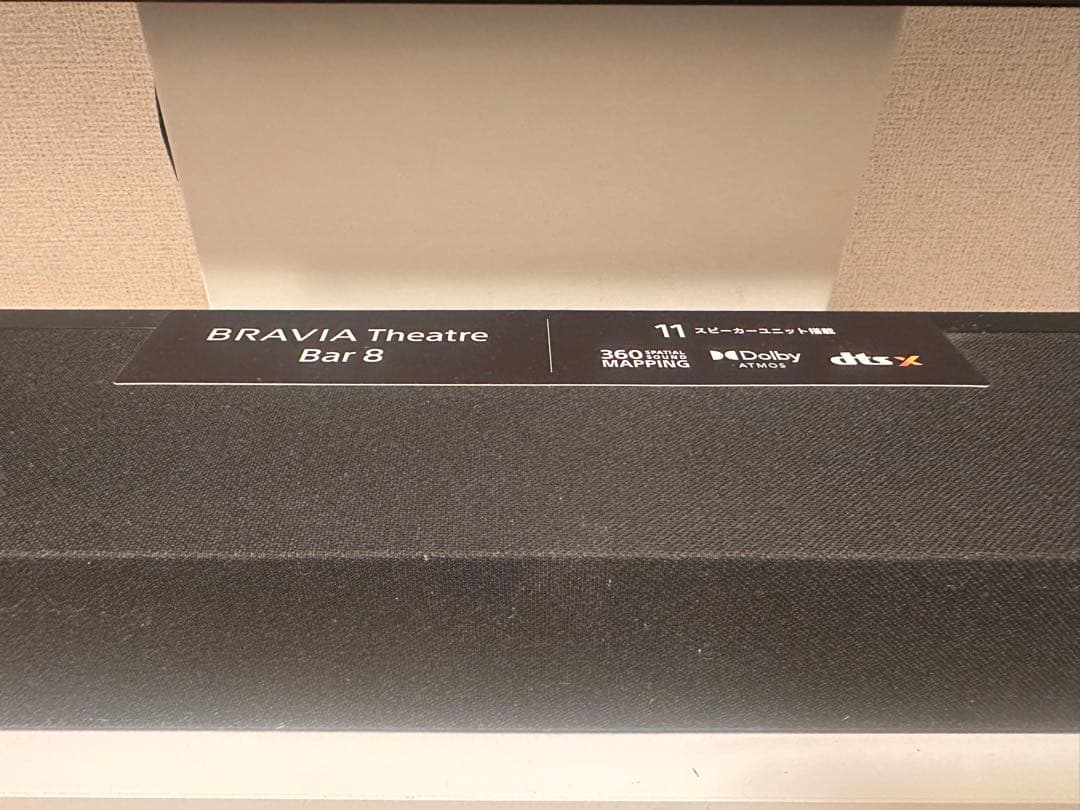 BRAVIA Theatre
Bar 8
11 スピーカーユニット搭載
360 SPATIAL SOUND MAPPING
Dolby ATMOS
dts X